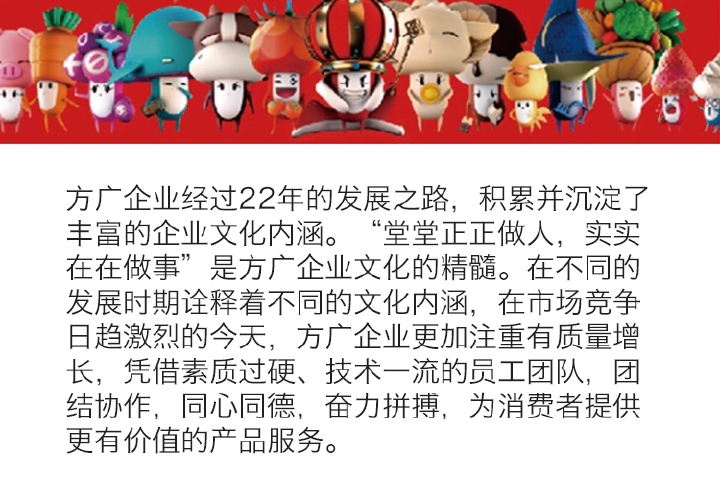 方广企业经过22年的发展之路，积累并沉淀了
丰富的企业文化内涵。“堂堂正正做人，实实
在在做事”是方广企业文化的精髓。在不同的
发展时期诠释着不同的文化内涵，在市场竞争
日趋激烈的今天，方广企业更加注重有质量增
长，凭借素质过硬、技术一流的员工团队，团
结协作，同心同德，奋力拼搏，为消费者提供
更有价值的产品服务。